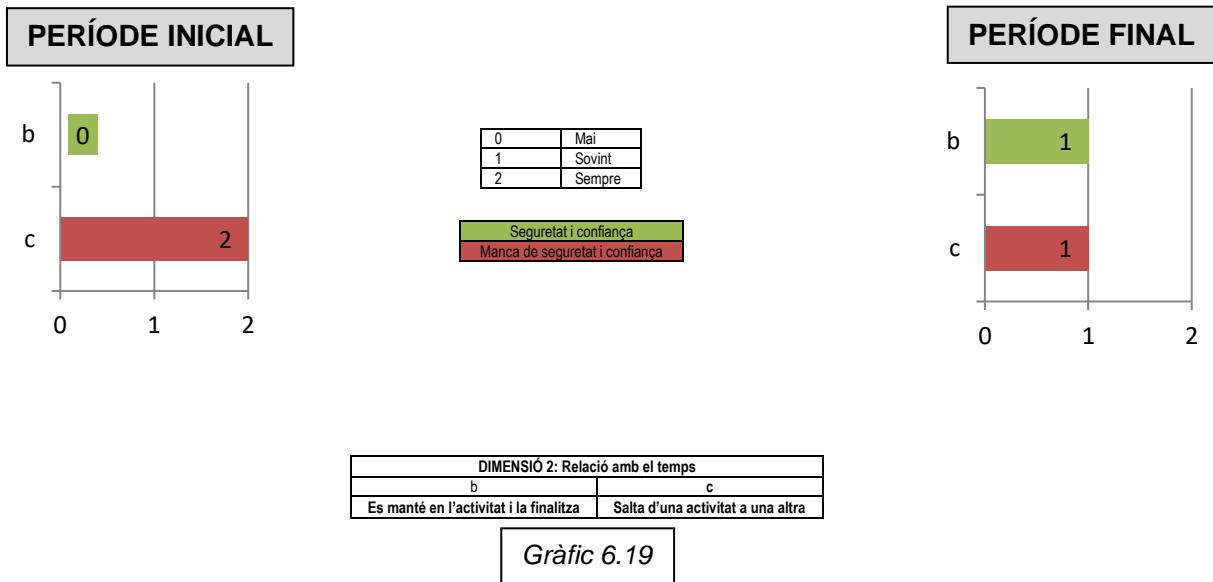 PERÍODE INICIAL
b
0
c
2
0 1 2
0 Mai
1 Sovint
2 Sempre
Seguretat i confiança
Manca de seguretat i confiança
PERÍODE FINAL
b
1
c
1
0 1 2
DIMENSIÓ 2: Relació amb el temps
b c
Es manté en l'activitat i la finalitza Salta d'una activitat a una altra
Gràfic 6.19